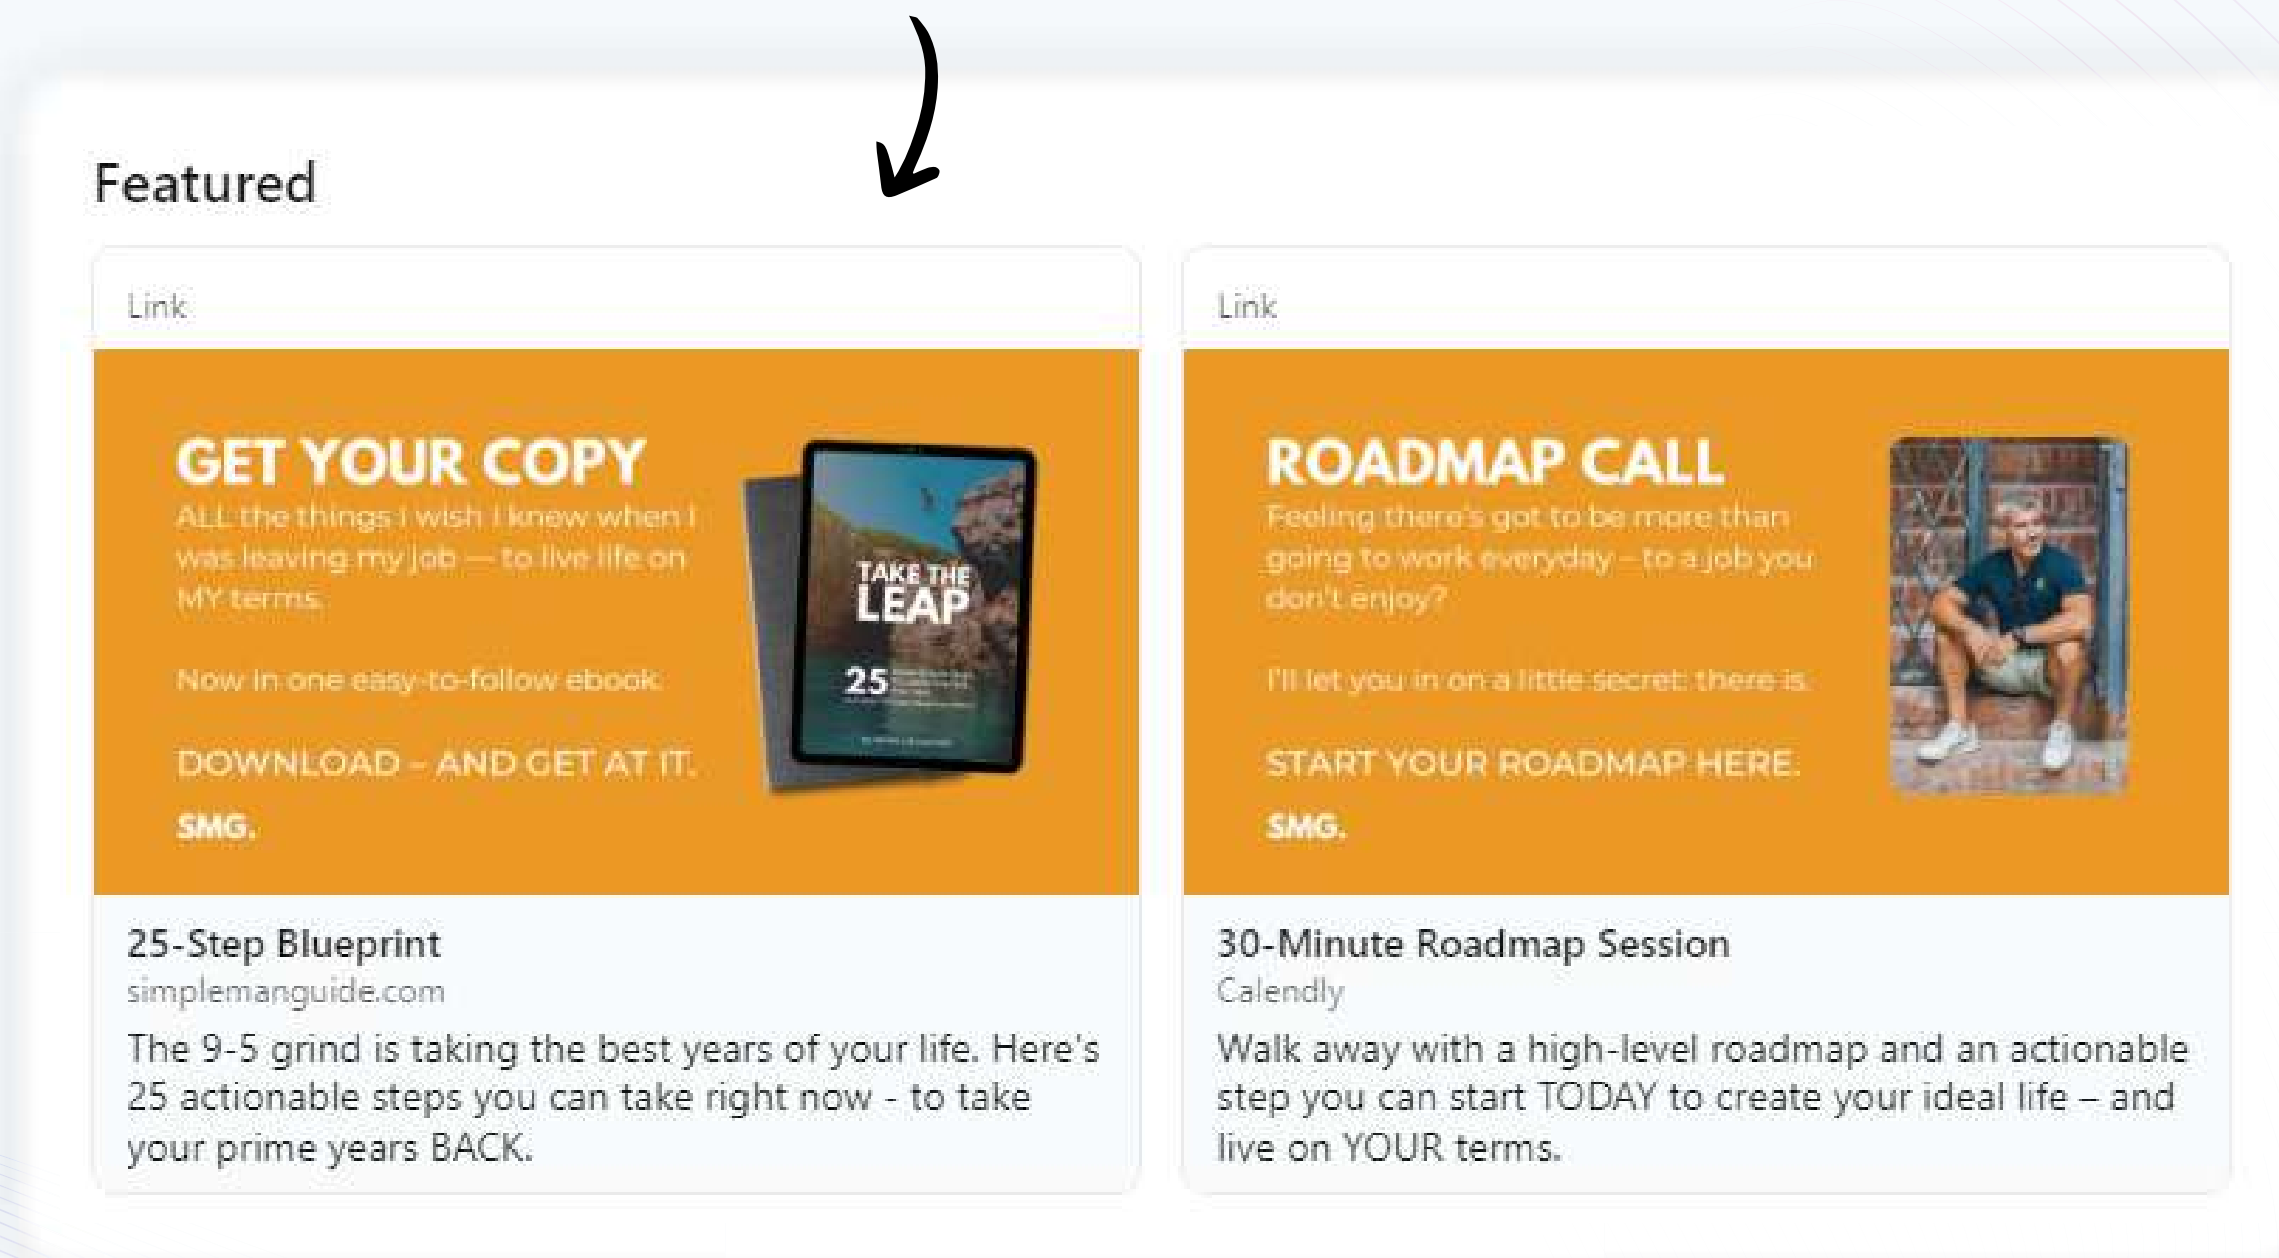 Featured
Link
GET YOUR COPY
ALL the things I wish I knew when I
was leaving my job — to live life on
MY terms.
Now in one easy-to-follow ebook.
DOWNLOAD – AND GET AT IT.
SMG.
TAKE THE
LEAP
25
25-Step Blueprint
simplemanguide.com
The 9-5 grind is taking the best years of your life. Here's
25 actionable steps you can take right now - to take
your prime years BACK.
Link
ROADMAP CALL
Feeling there's got to be more than
going to work everyday – to a job you
don't enjoy?
I'll let you in on a little secret: there is.
START YOUR ROADMAP HERE.
SMG.
30-Minute Roadmap Session
Calendly
Walk away with a high-level roadmap and an actionable
step you can start TODAY to create your ideal life – and
live on YOUR terms.